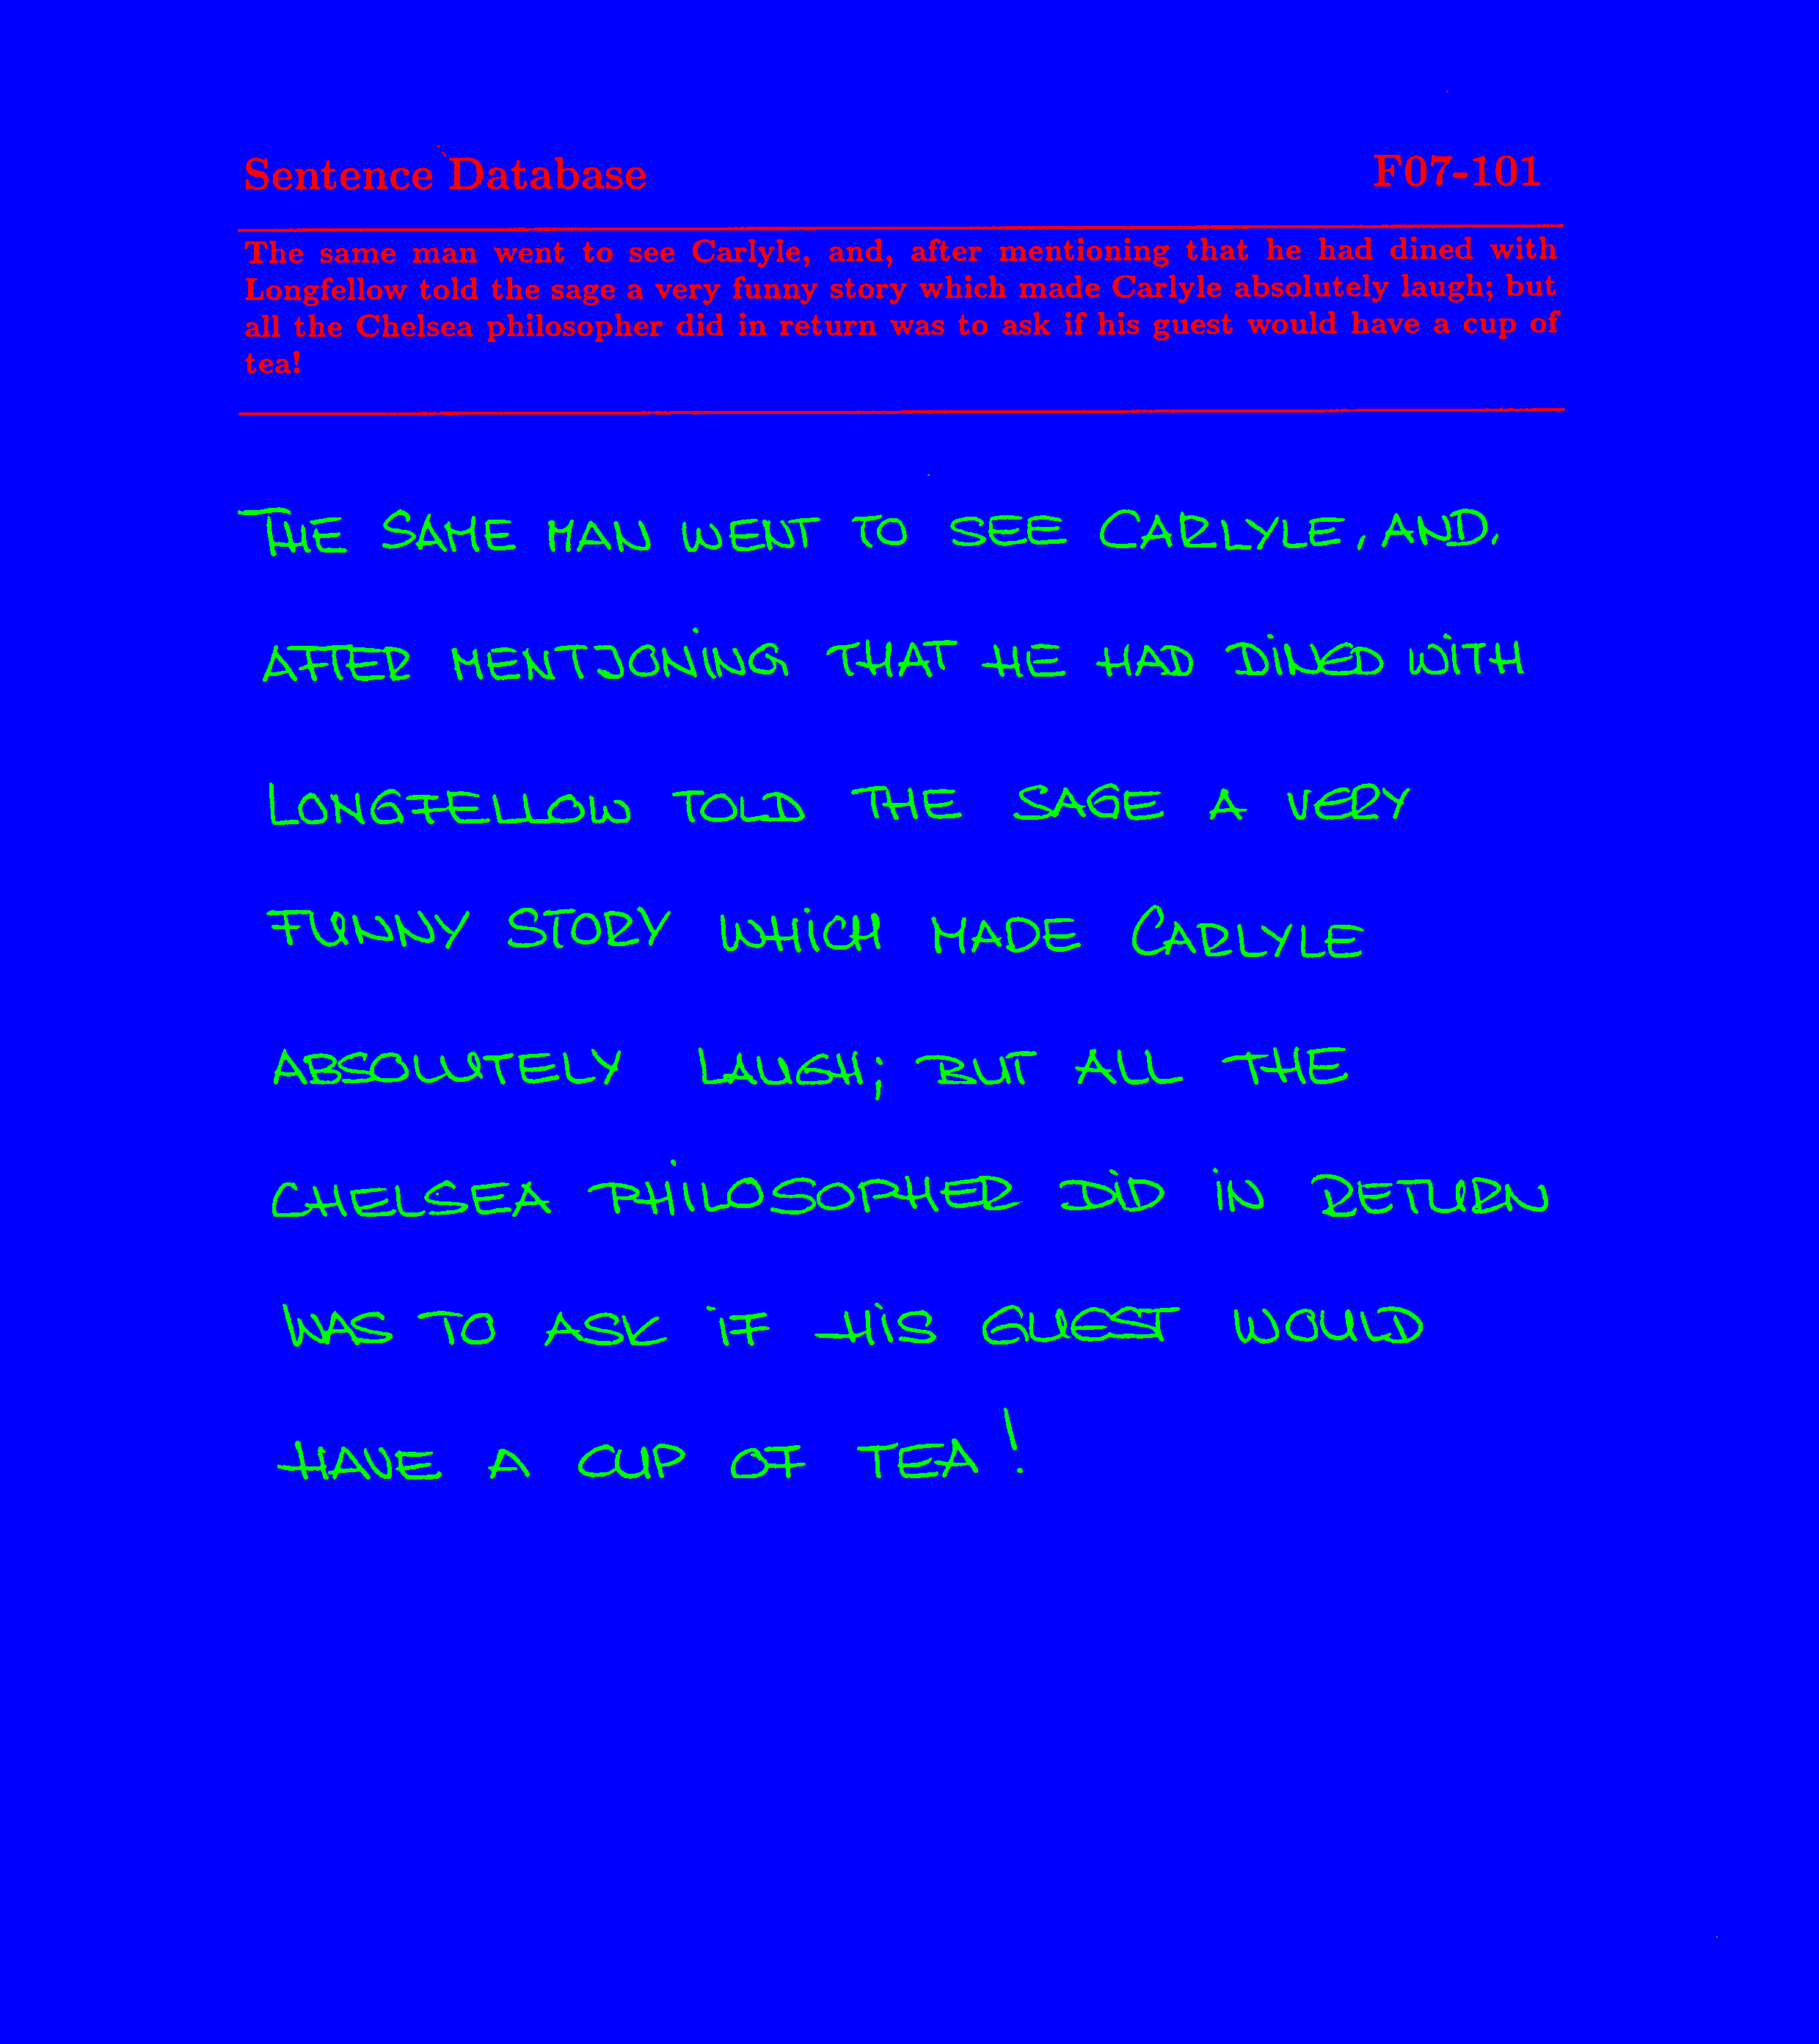 Sentence Database F07-101
The same man went to see Carlyle, and, after mentioning that he had dined with
Longfellow told the sage a very funny story which made Carlyle absolutely laugh; but
all the Chelsea philosopher did in return was to ask if his guest would have a cup of
tea!
THE SAME MAN WENT TO SEE CARLYLE, AND,
AFTER MENTJONING THAT HE HAD DiNED WiTH
LONGFELLOW TOLD THE SAGE A VERY
FUNNY STORY WHiCH MADE CARLYLE
ABSOLUTELY LAUGH; BUT ALL THE
CHELSEA PHiLOSOPHER DiD iN RETURN
WAS TO ASK iF HiS GUEST WOULD
HAVE A CUP OF TEA!